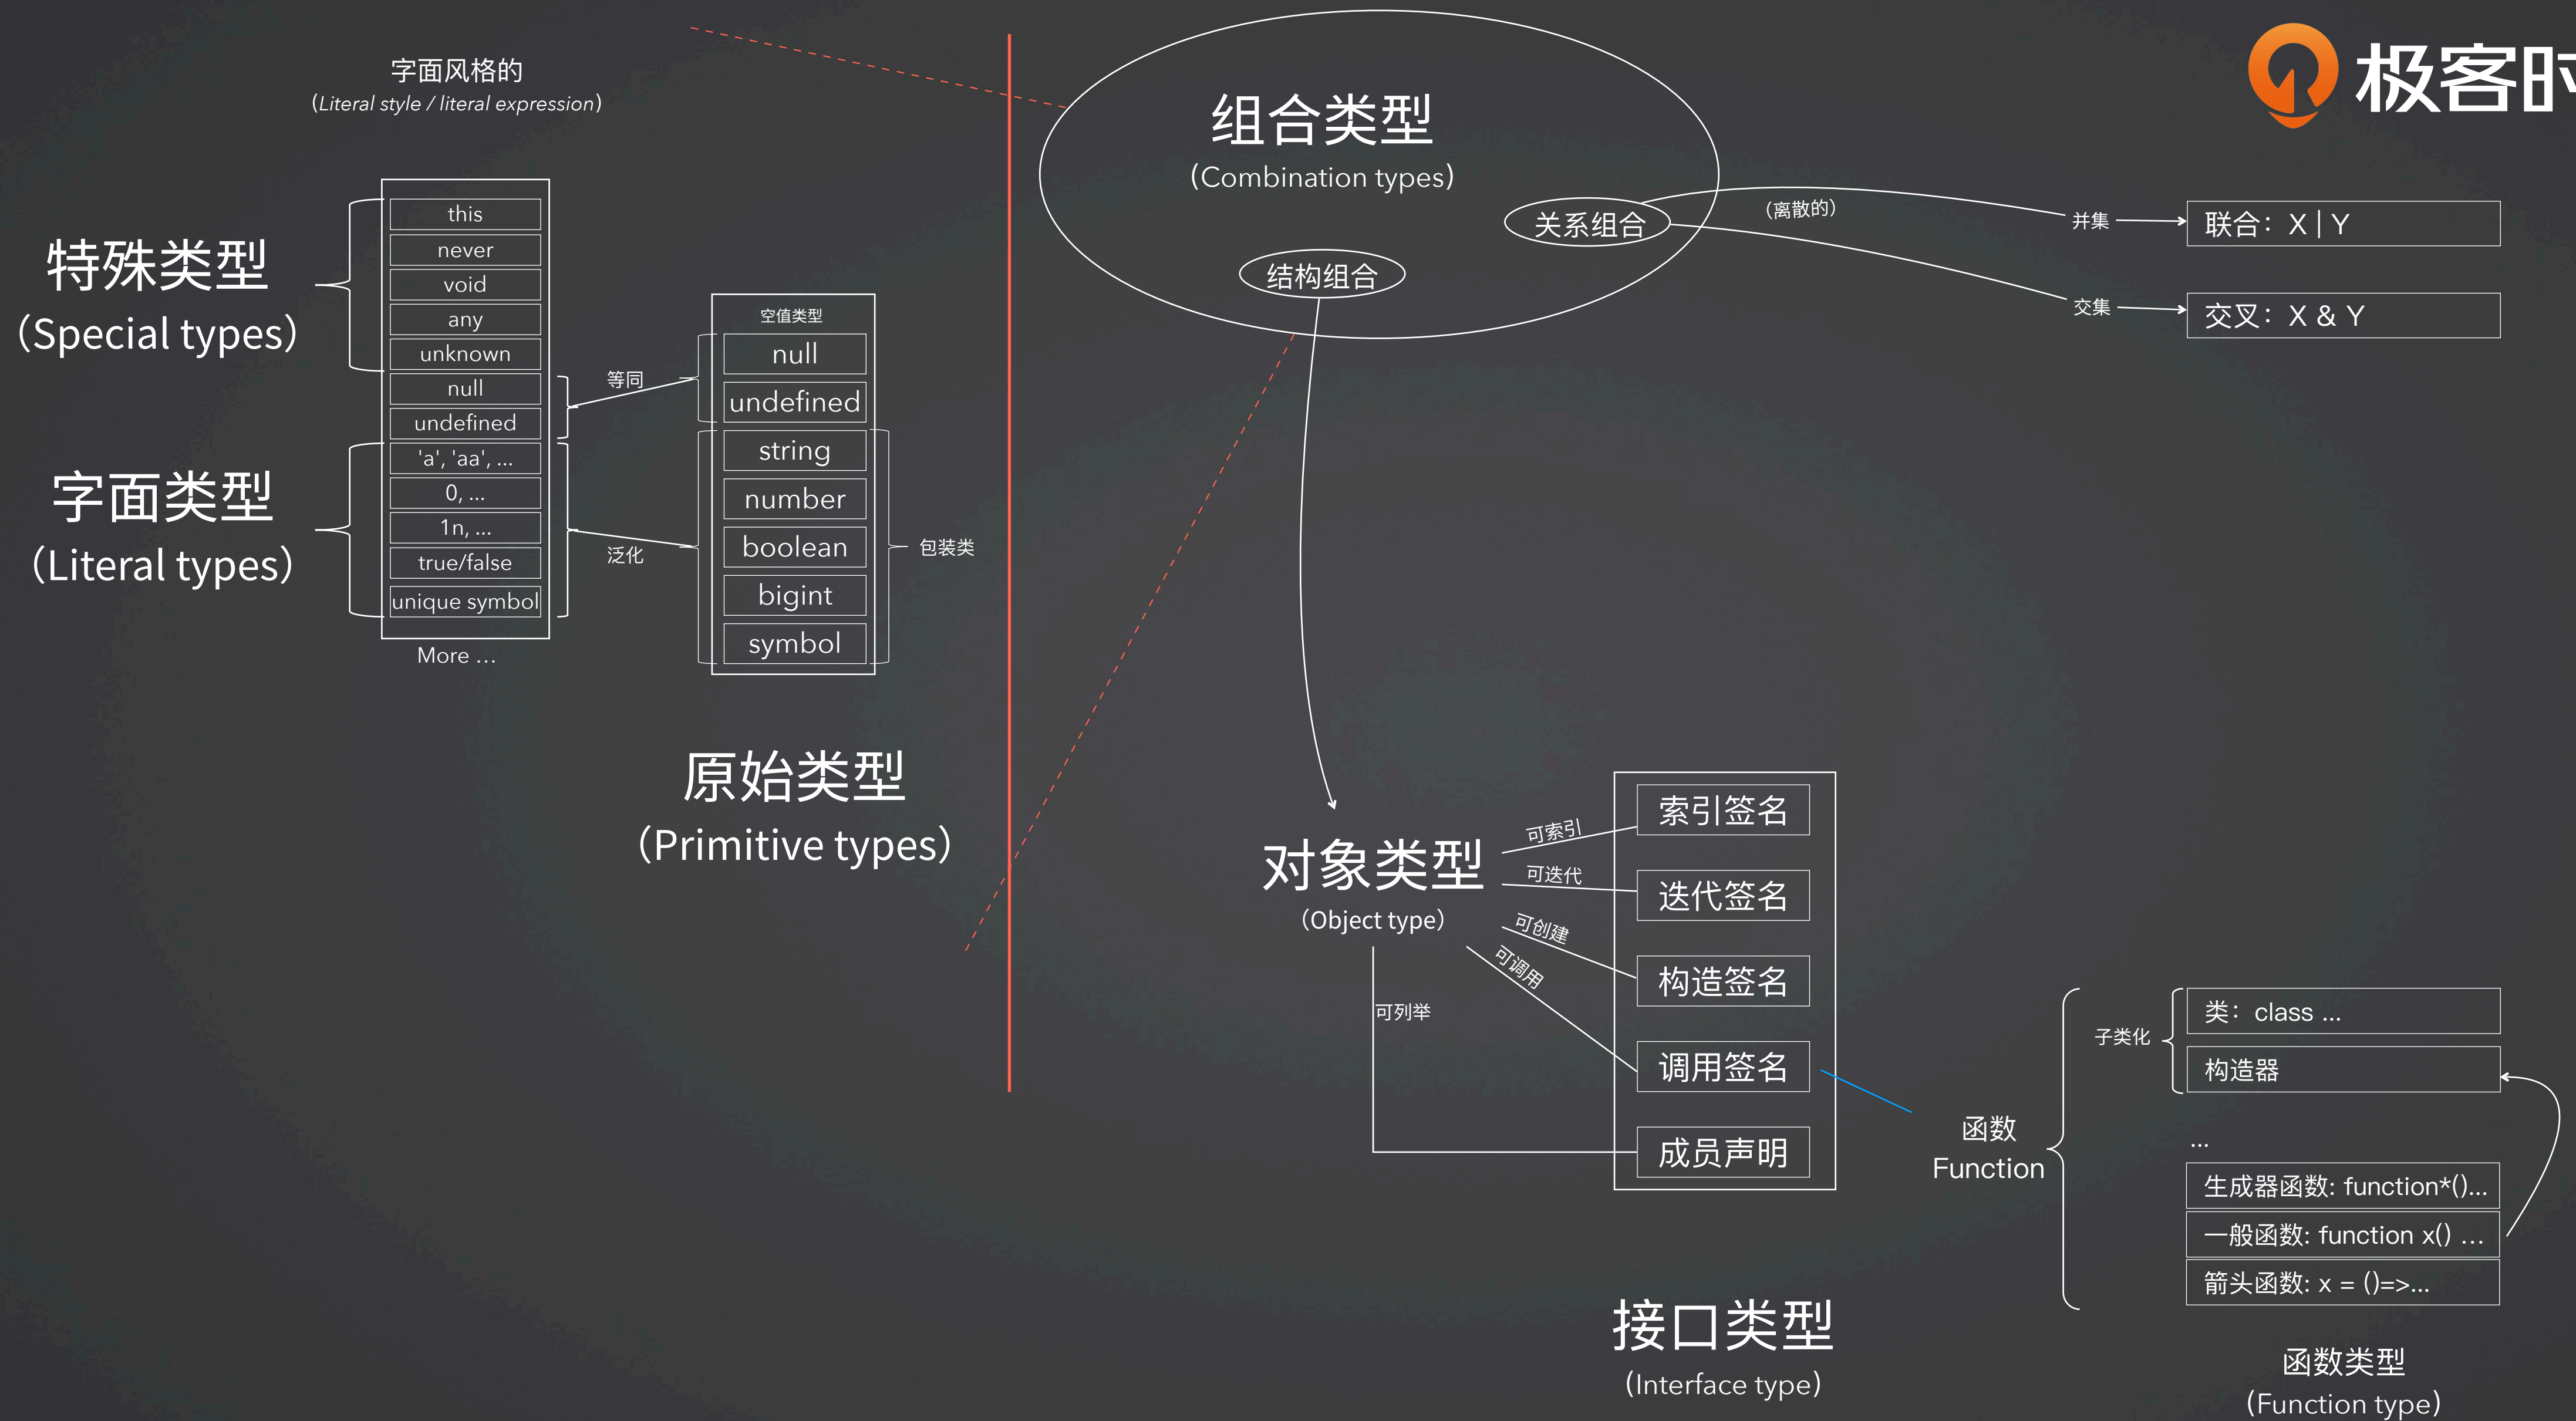 字面风格的
(Literal style / literal expression)
特殊类型
(Special types)
字面类型
(Literal types)
this
never
void
any
unknown
null
undefined
'a', 'aa', ...
0, ...
1n, ...
true/false
unique symbol
More ...
等同
泛化
空值类型
null
undefined
string
number
boolean
bigint
symbol
包装类
原始类型
(Primitive types)
组合类型
(Combination types)
关系组合
结构组合
(离散的)
并集
联合：X | Y
交集
交叉：X & Y
极客时
对象类型
(Object type)
可索引
可迭代
可创建
可调用
可列举
索引签名
迭代签名
构造签名
调用签名
成员声明
接口类型
(Interface type)
函数
Function
子类化
类：class ...
构造器
...
生成器函数: function*()...
一般函数: function x() ...
箭头函数: x = ()=>...
函数类型
(Function type)